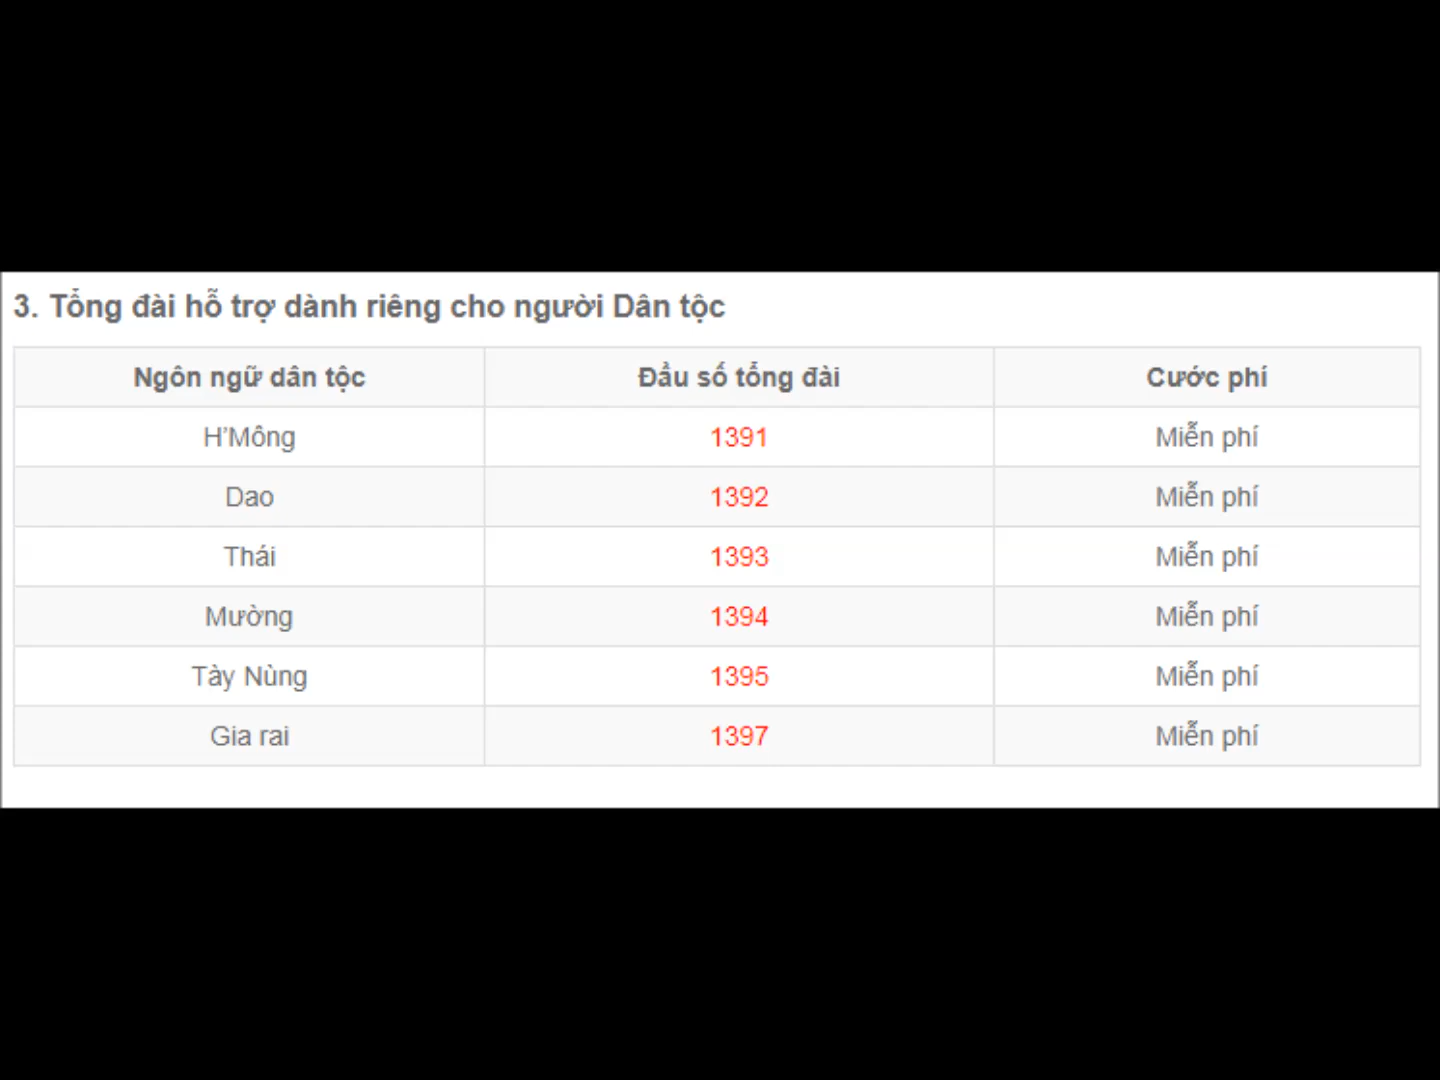 3. Tổng đài hỗ trợ dành riêng cho người Dân tộc
Ngôn ngữ dân tộc Đầu số tổng đài Cước phí
H'Mông 1391 Miễn phí
Dao 1392 Miễn phí
Thái 1393 Miễn phí
Mường 1394 Miễn phí
Tày Nùng 1395 Miễn phí
Gia rai 1397 Miễn phí